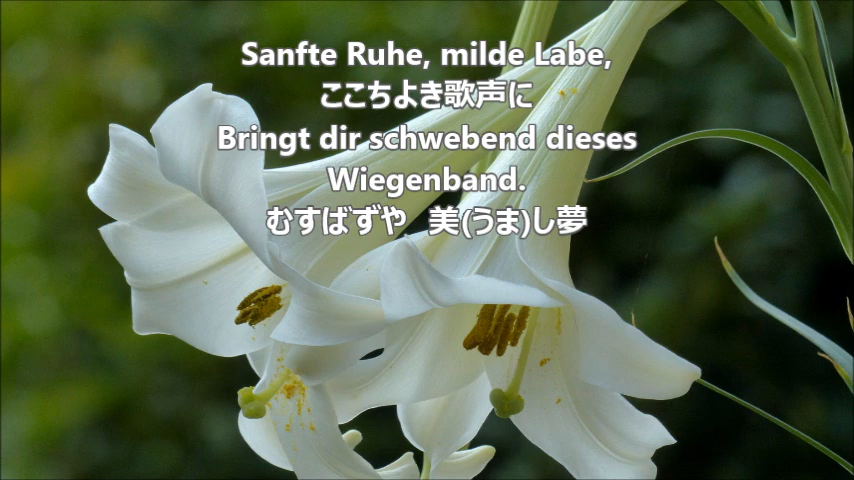 Sanfte Ruhe, milde Labe,
ここちよき歌声に
Bringt dir schwebend dieses
Wiegenband.
むすばずや　美(うま)し夢